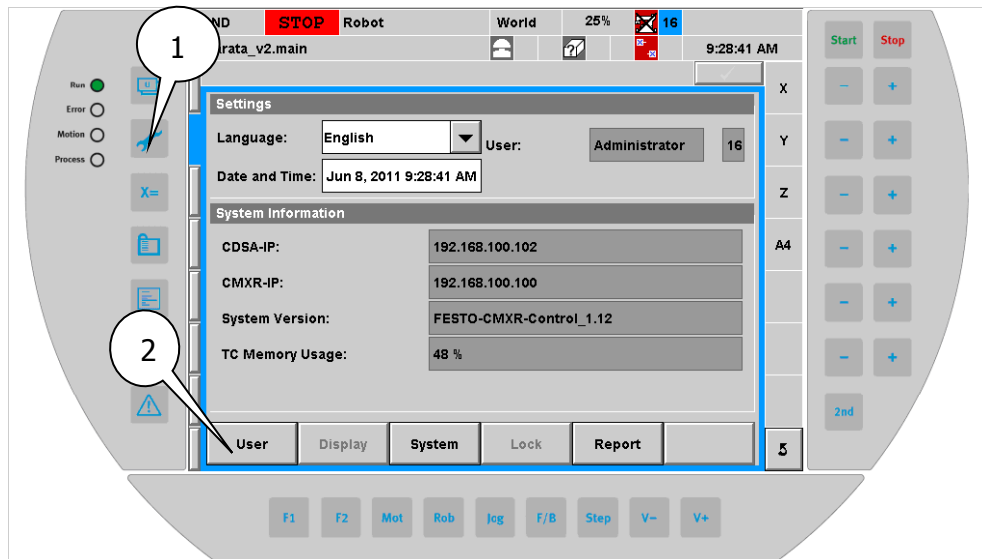 1
ND STOP Robot World 25% 16
arata_v2.main 9:28:41 AM
Start Stop
Run
Error
Motion
Process
X
Y
Z
A4
Settings
Language: English User: Administrator 16
Date and Time: Jun 8, 2011 9:28:41 AM
System Information
CDSA-IP: 192.168.100.102
CMXR-IP: 192.168.100.100
System Version: FESTO-CMXR-Control_1.12
TC Memory Usage: 48 %
X=
2
User Display System Lock Report
5
- +
- +
- +
- +
- +
- +
2nd
F1 F2 Mot Rob Jog F/B Step V- V+